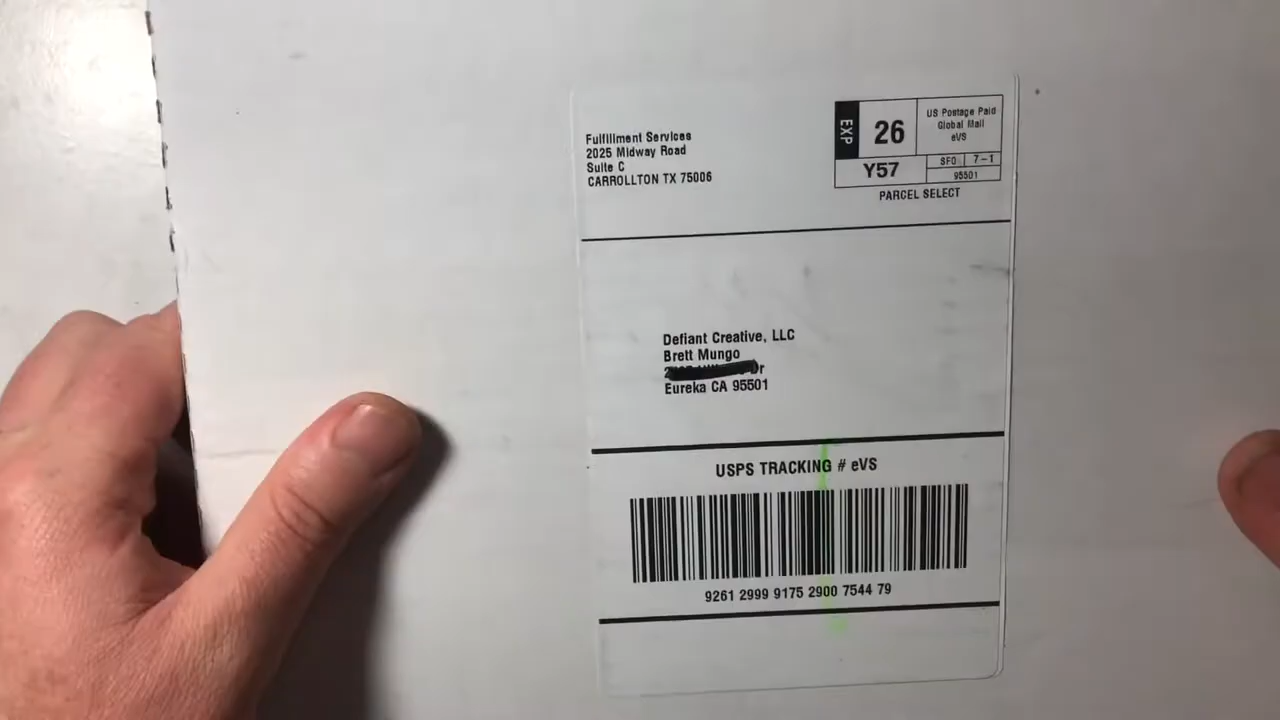 Fulfillment Services
2025 Midway Road
Suite C
CARROLLTON TX 75006
EXP
26
US Postage Paid
Global Mail
eVS
Y57
SFO
7-1
95501
PARCEL SELECT
Defiant Creative, LLC
Brett Mungo
Dr
Eureka CA 95501
USPS TRACKING # eVS
9261 2999 9175 2900 7544 79